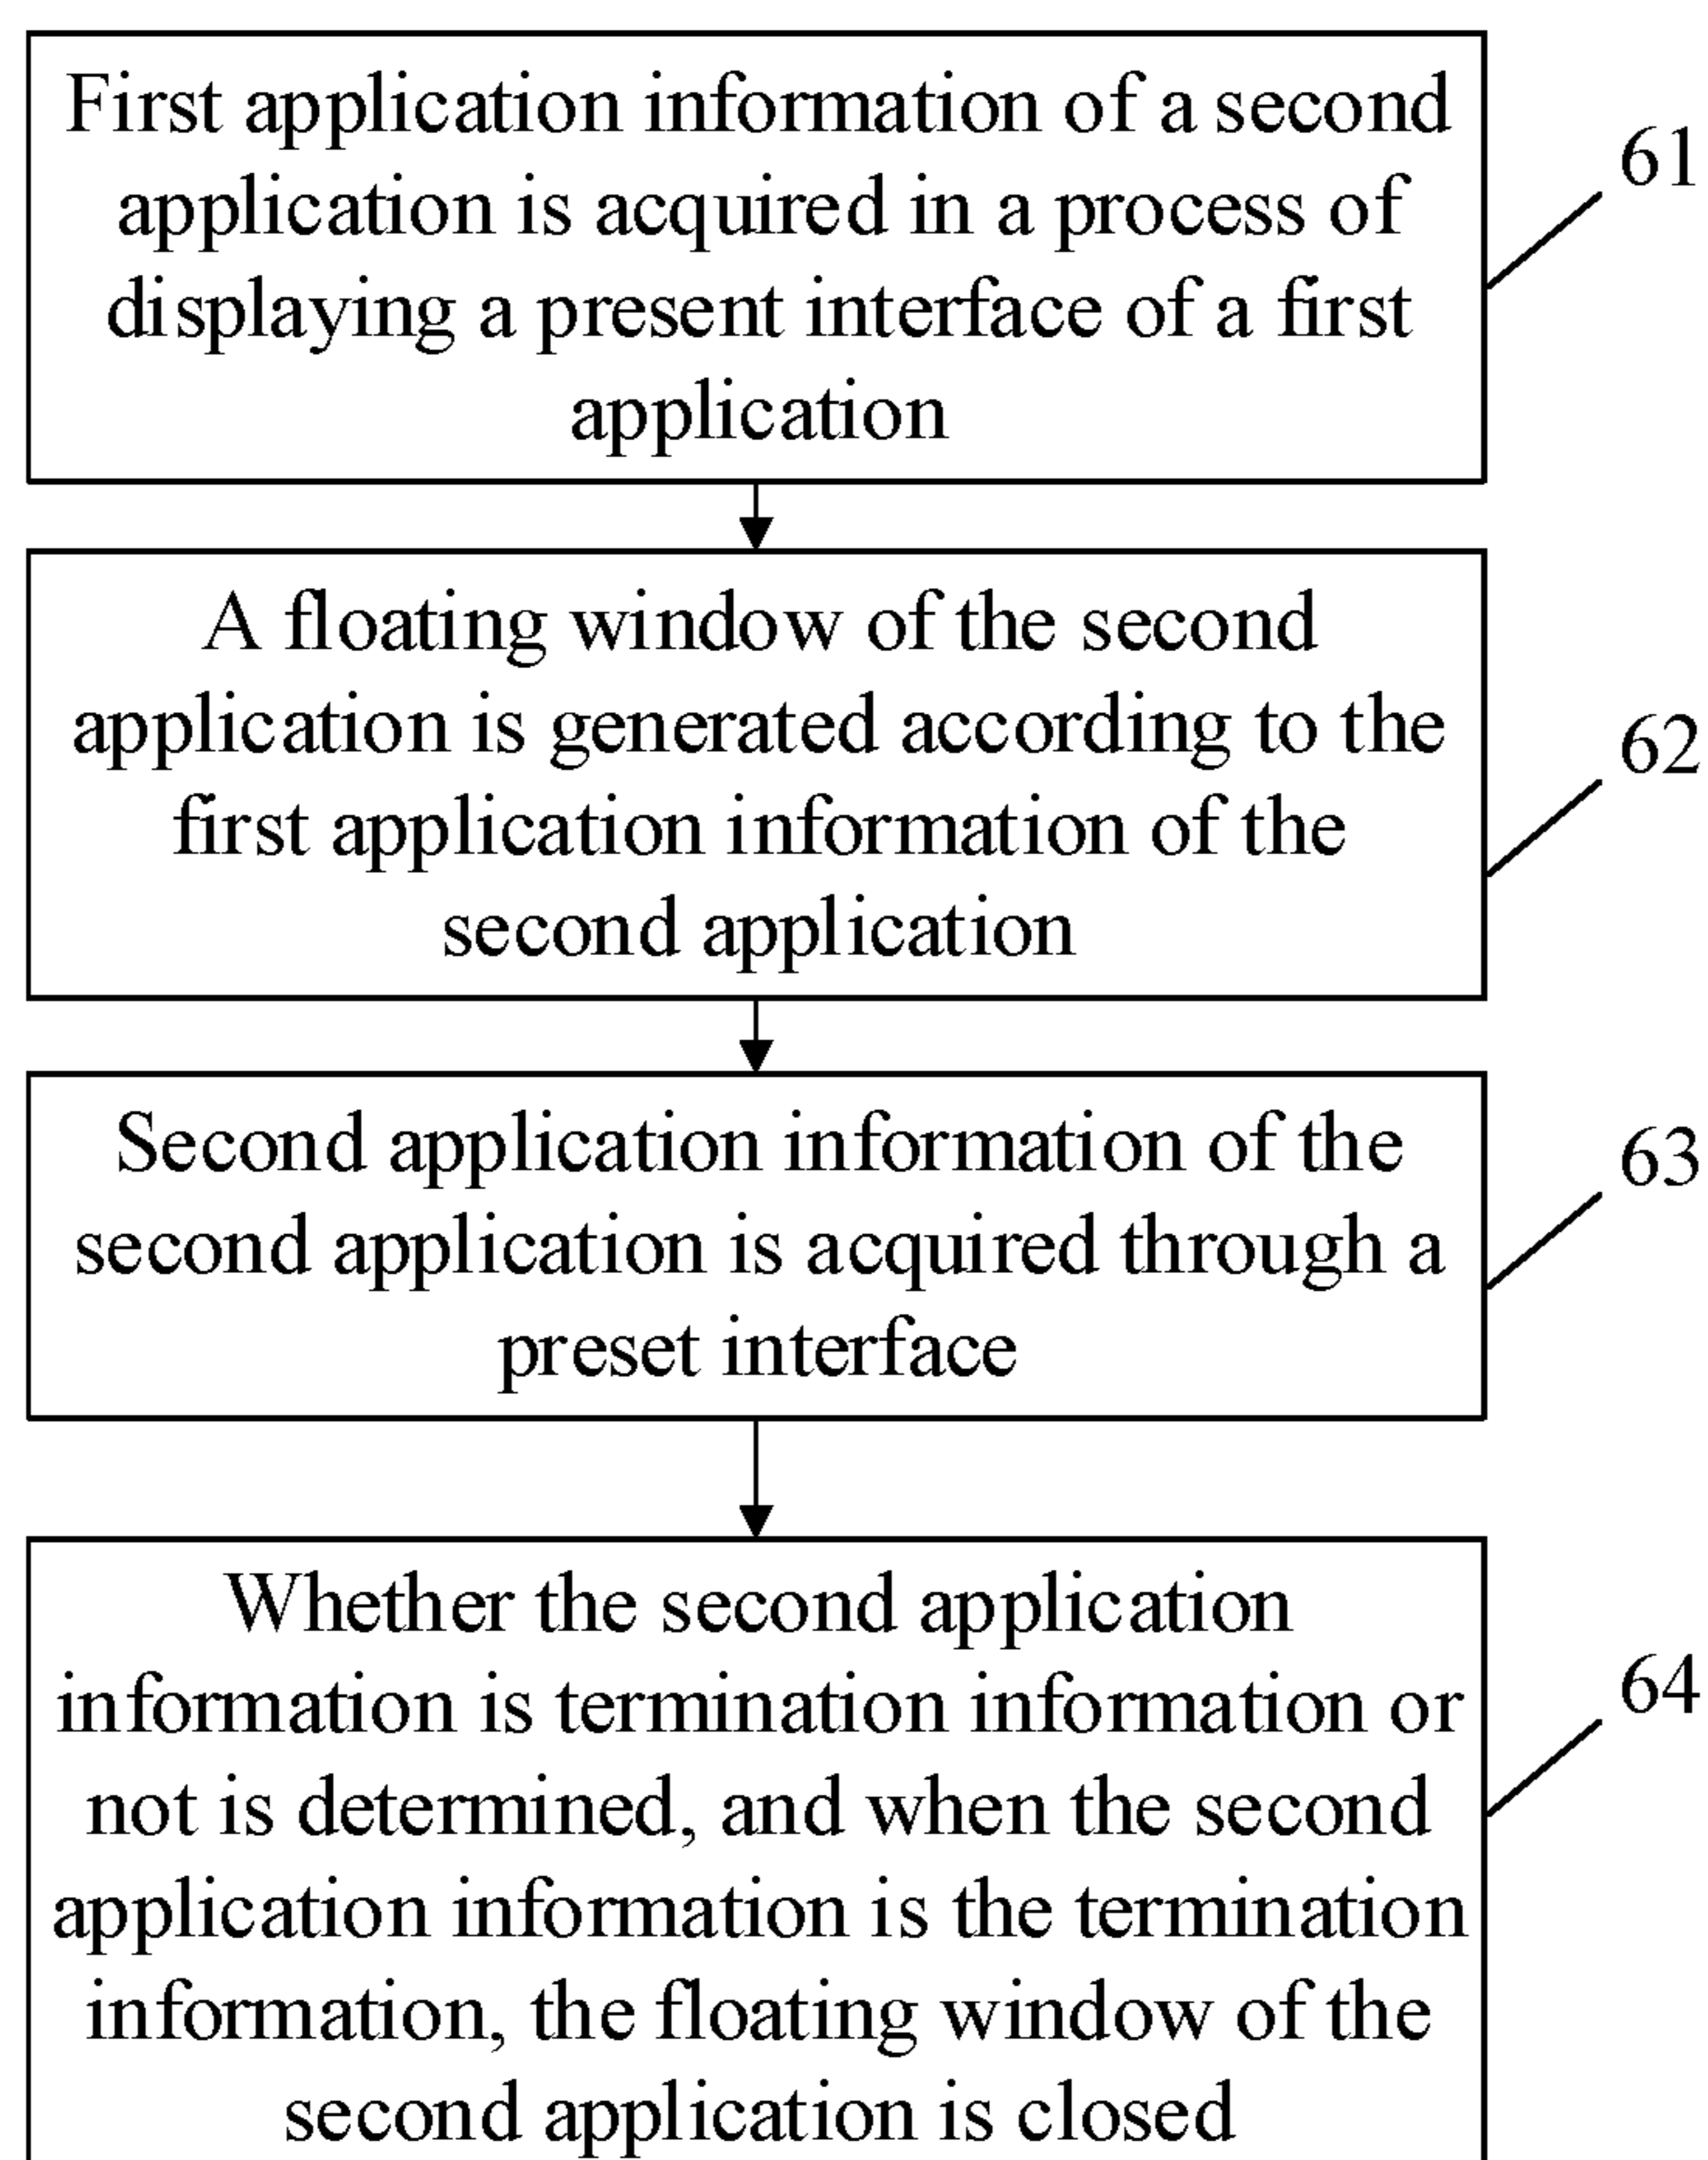 First application information of a second
application is acquired in a process of
displaying a present interface of a first
application
61
A floating window of the second
application is generated according to the
first application information of the
second application
62
Second application information of the
second application is acquired through a
preset interface
63
Whether the second application
information is termination information or
not is determined, and when the second
application information is the termination
information, the floating window of the
second application is closed
64